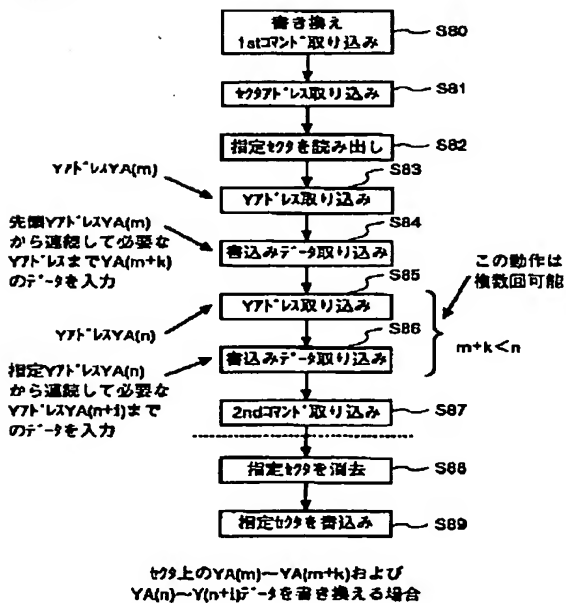 書き換え
1stｺﾏﾝﾄﾞ取り込み
S80
ｾｸﾀｱﾄﾞﾚｽ取り込み
S81
指定ｾｸﾀを読み出し
S82
YｱﾄﾞﾚｽYA(m)
S83
Yｱﾄﾞﾚｽ取り込み
先頭YｱﾄﾞﾚｽYA(m)
から連続して必要な
YｱﾄﾞﾚｽまでYA(m+k)
のﾃﾞｰﾀを入力
S84
書込みﾃﾞｰﾀ取り込み
S85
Yｱﾄﾞﾚｽ取り込み
この動作は
複数回可能
YｱﾄﾞﾚｽYA(n)
S86
書込みﾃﾞｰﾀ取り込み
m+k<n
指定YｱﾄﾞﾚｽYA(n)
から連続して必要な
YｱﾄﾞﾚｽYA(n+i)まで
のﾃﾞｰﾀを入力
2ndｺﾏﾝﾄﾞ取り込み
S87
指定ｾｸﾀを消去
S88
指定ｾｸﾀを書込み
S89
ｾｸﾀ上のYA(m)～YA(m+k)および
YA(n)～Y(n+i)ﾃﾞｰﾀを書き換える場合